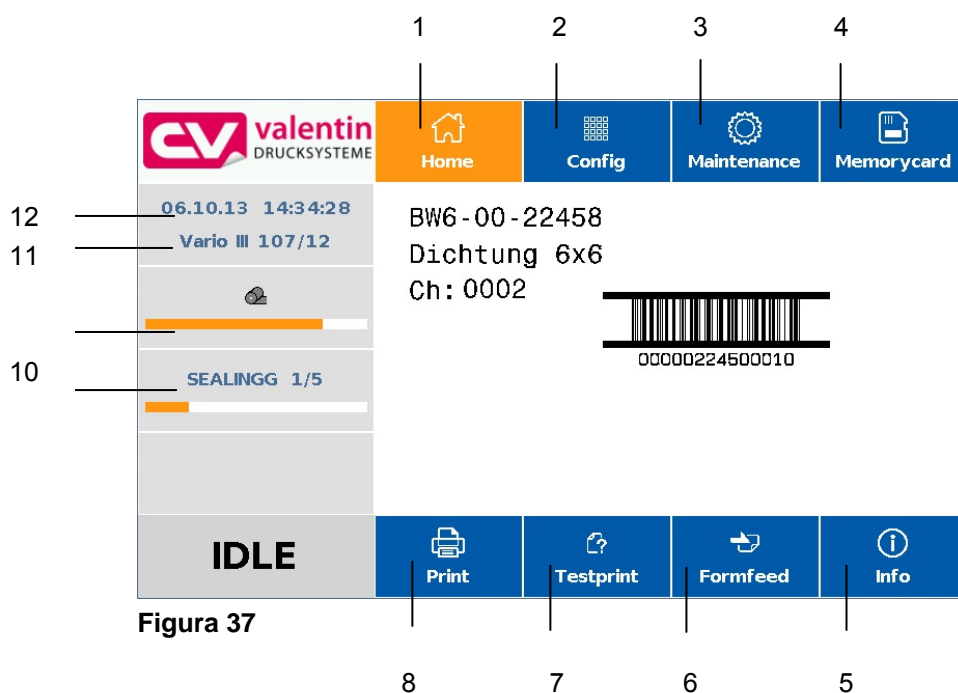 1 2 3 4
valentin
DRUCKSYSTEME
Home Config Maintenance Memorycard
12
06.10.13 14:34:28
11
Vario III 107/12
BW6-00-22458
Dichtung 6x6
Ch: 0002
00000224500010
10
SEALINGG 1/5
IDLE
Print Testprint Formfeed Info
Figura 37
8 7 6 5